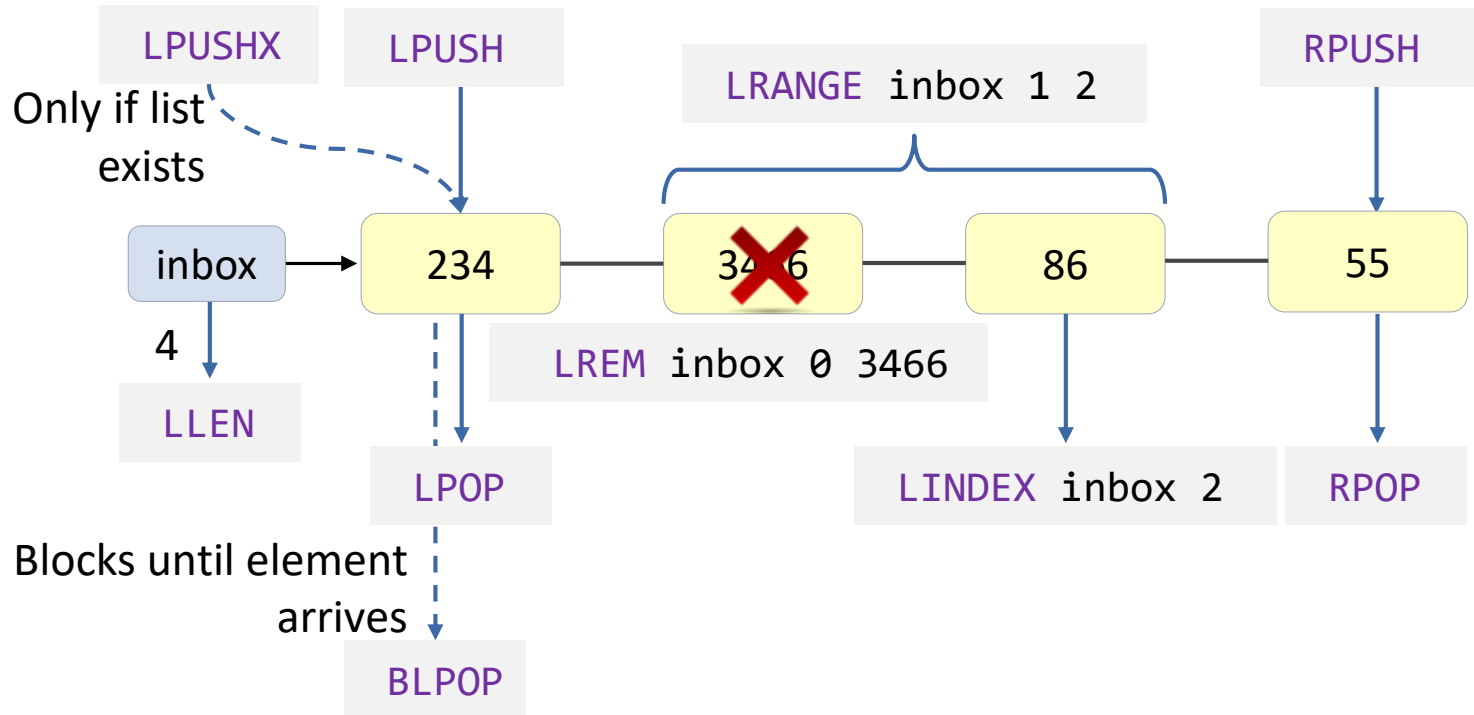 LPUSHX
LPUSH
RPUSH
LRANGE inbox 1 2
Only if list
exists
inbox
234
86
55
4
LREM inbox 0 3466
LLEN
LPOP
LINDEX inbox 2
RPOP
Blocks until element
arrives
BLPOP